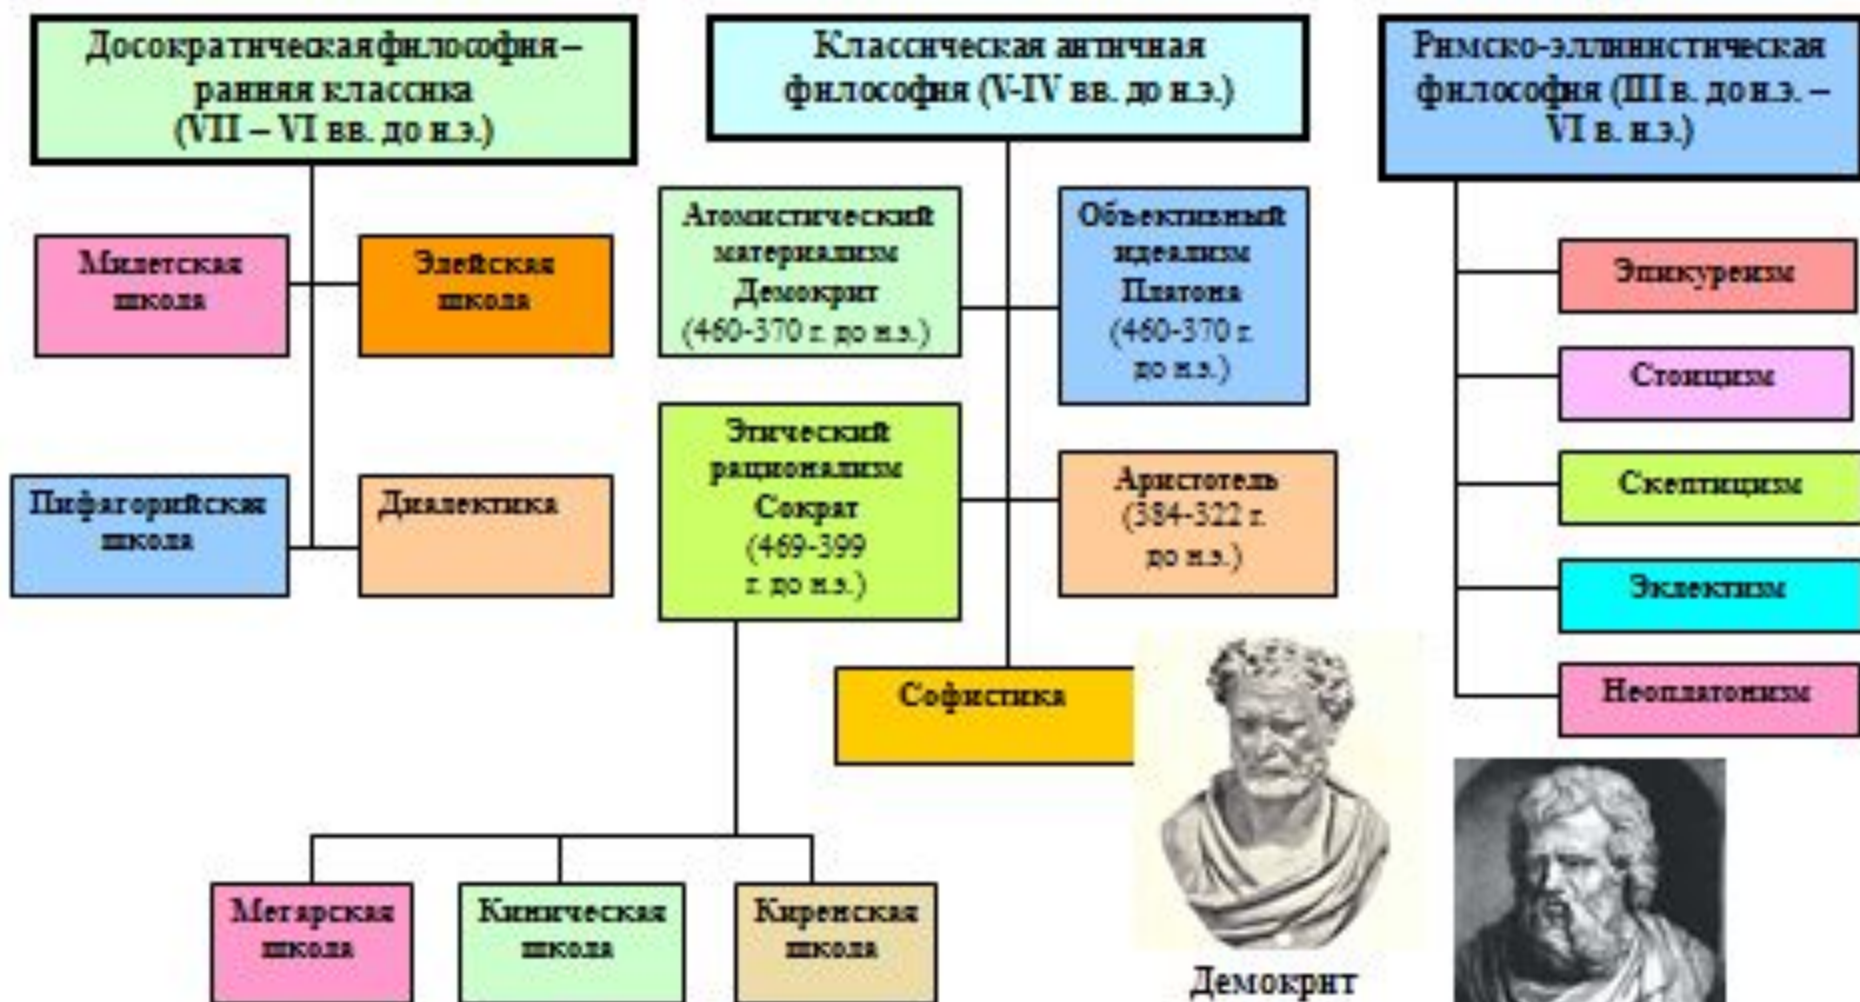 Досократическая философия –
ранняя классика
(VII – VI вв. до н.э.)
Милетская
школа
Элейская
школа
Пифагорийская
школа
Диалектика
Классическая античная
философия (V-IV вв. до н.э.)
Атомистический
материализм
Демокрит
(460-370 г. до н.э.)
Объективный
идеализм
Платона
(460-370 г.
до н.э.)
Этический
рационализм
Сократ
(469-399
г. до н.э.)
Аристотель
(384-322 г.
до н.э.)
Софистика
Мегарская
школа
Киническая
школа
Киренская
школа
Демокрит
Римско-эллинистическая
философия (III в. до н.э. –
VI в. н.э.)
Эпикуреизм
Стоицизм
Скептицизм
Эклектизм
Неоплатонизм